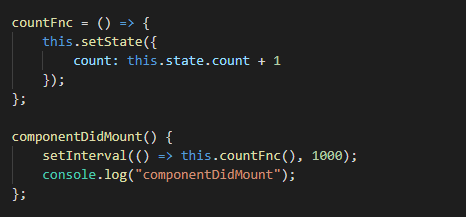 countFnc = () => {
    this.setState({
        count: this.state.count + 1
    });
};

componentDidMount() {
    setInterval(() => this.countFnc(), 1000);
    console.log("componentDidMount");
};